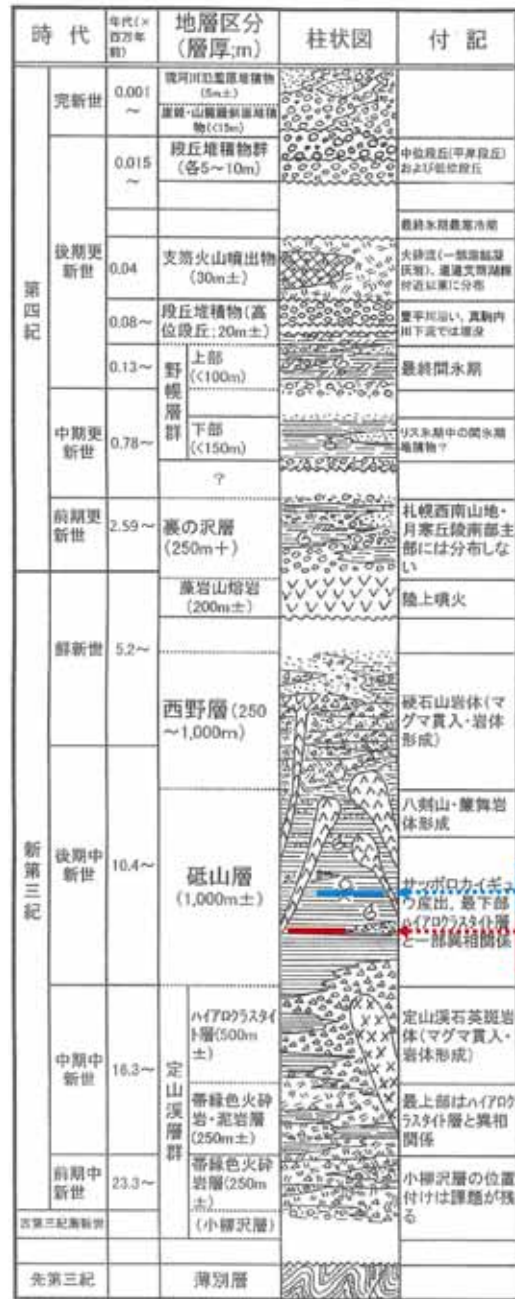 時代
年代(×
百万年
前)
地層区分
(層厚;m)
柱状図
付記
第四紀
完新世
0.001
~
現河川氾濫原堆積物
(5m±)
崖錐・山麓緩斜面堆積
物(<15m)
後期更
新世
0.015
~
段丘堆積物群
(各5~10m)
中位段丘(平岸段丘)
および低位段丘
最終氷期最寒冷期
0.04
支笏火山噴出物
(30m±)
火砕流(一部溶結凝
灰岩)、
付近以東に分布
0.08~
段丘堆積物(高
位段丘;20m±)
豊平川沿い、真駒内
川下流では埋没
0.13~
野幌層群
上部
(<100m)
最終間氷期
中期更
新世
0.78~
下部
(<150m)
リス氷期中の間氷期
堆積物?
?
前期更
新世
2.59~
裏の沢層
(250m+)
札幌西南山地・
月寒丘陵南部主
部には分布しな
い
新第三紀
鮮新世
5.2~
藻岩山熔岩
(200m±)
陸上噴火
西野層(250
~1,000m)
硬石山岩体(マ
グマ貫入・岩体
形成)
後期中
新世
10.4~
砥山層
(1,000m±)
八剣山・簾舞岩
体形成
サッポロカイギュ
ウ産出, 最下部
ハイアロクラスタイト層
と一部異相関係
中期中
新世
16.3~
定山渓層群
ハイアロクラスタイ
ト層(500m
±)
定山渓石英斑岩
体(マグマ貫入・
岩体形成)
帯緑色火砕
岩・泥岩層
(250m±)
最上部はハイアロク
ラスタイト層と異相
関係
前期中
新世
23.3~
帯緑色火砕
岩層(250m
±)
小柳沢層の位置
付けは課題が残
る
古第三紀漸新世
(小柳沢層)
先第三紀
薄別層